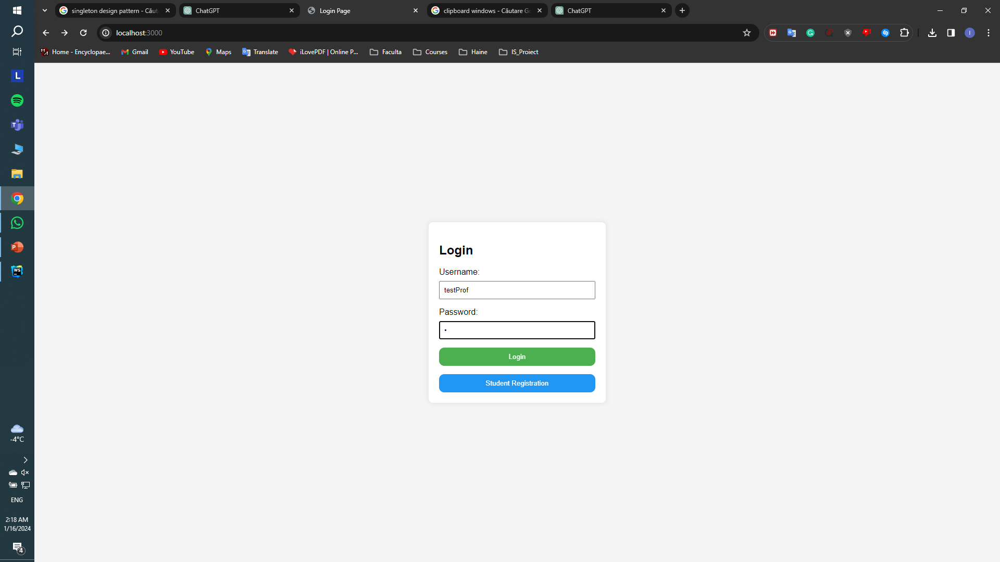 singleton design pattern - Cău
ChatGPT
Login Page
clipboard windows - Căutare G
ChatGPT
localhost:3000
Home - Encyclopae...
Gmail
YouTube
Maps
Translate
iLovePDF | Online P...
Faculta
Courses
Haine
IS_Proiect
L
T
P
WS
Login
Username:
testProf
Password:
Login
Student Registration
-4°C
ENG
2:18 AM
1/16/2024
4